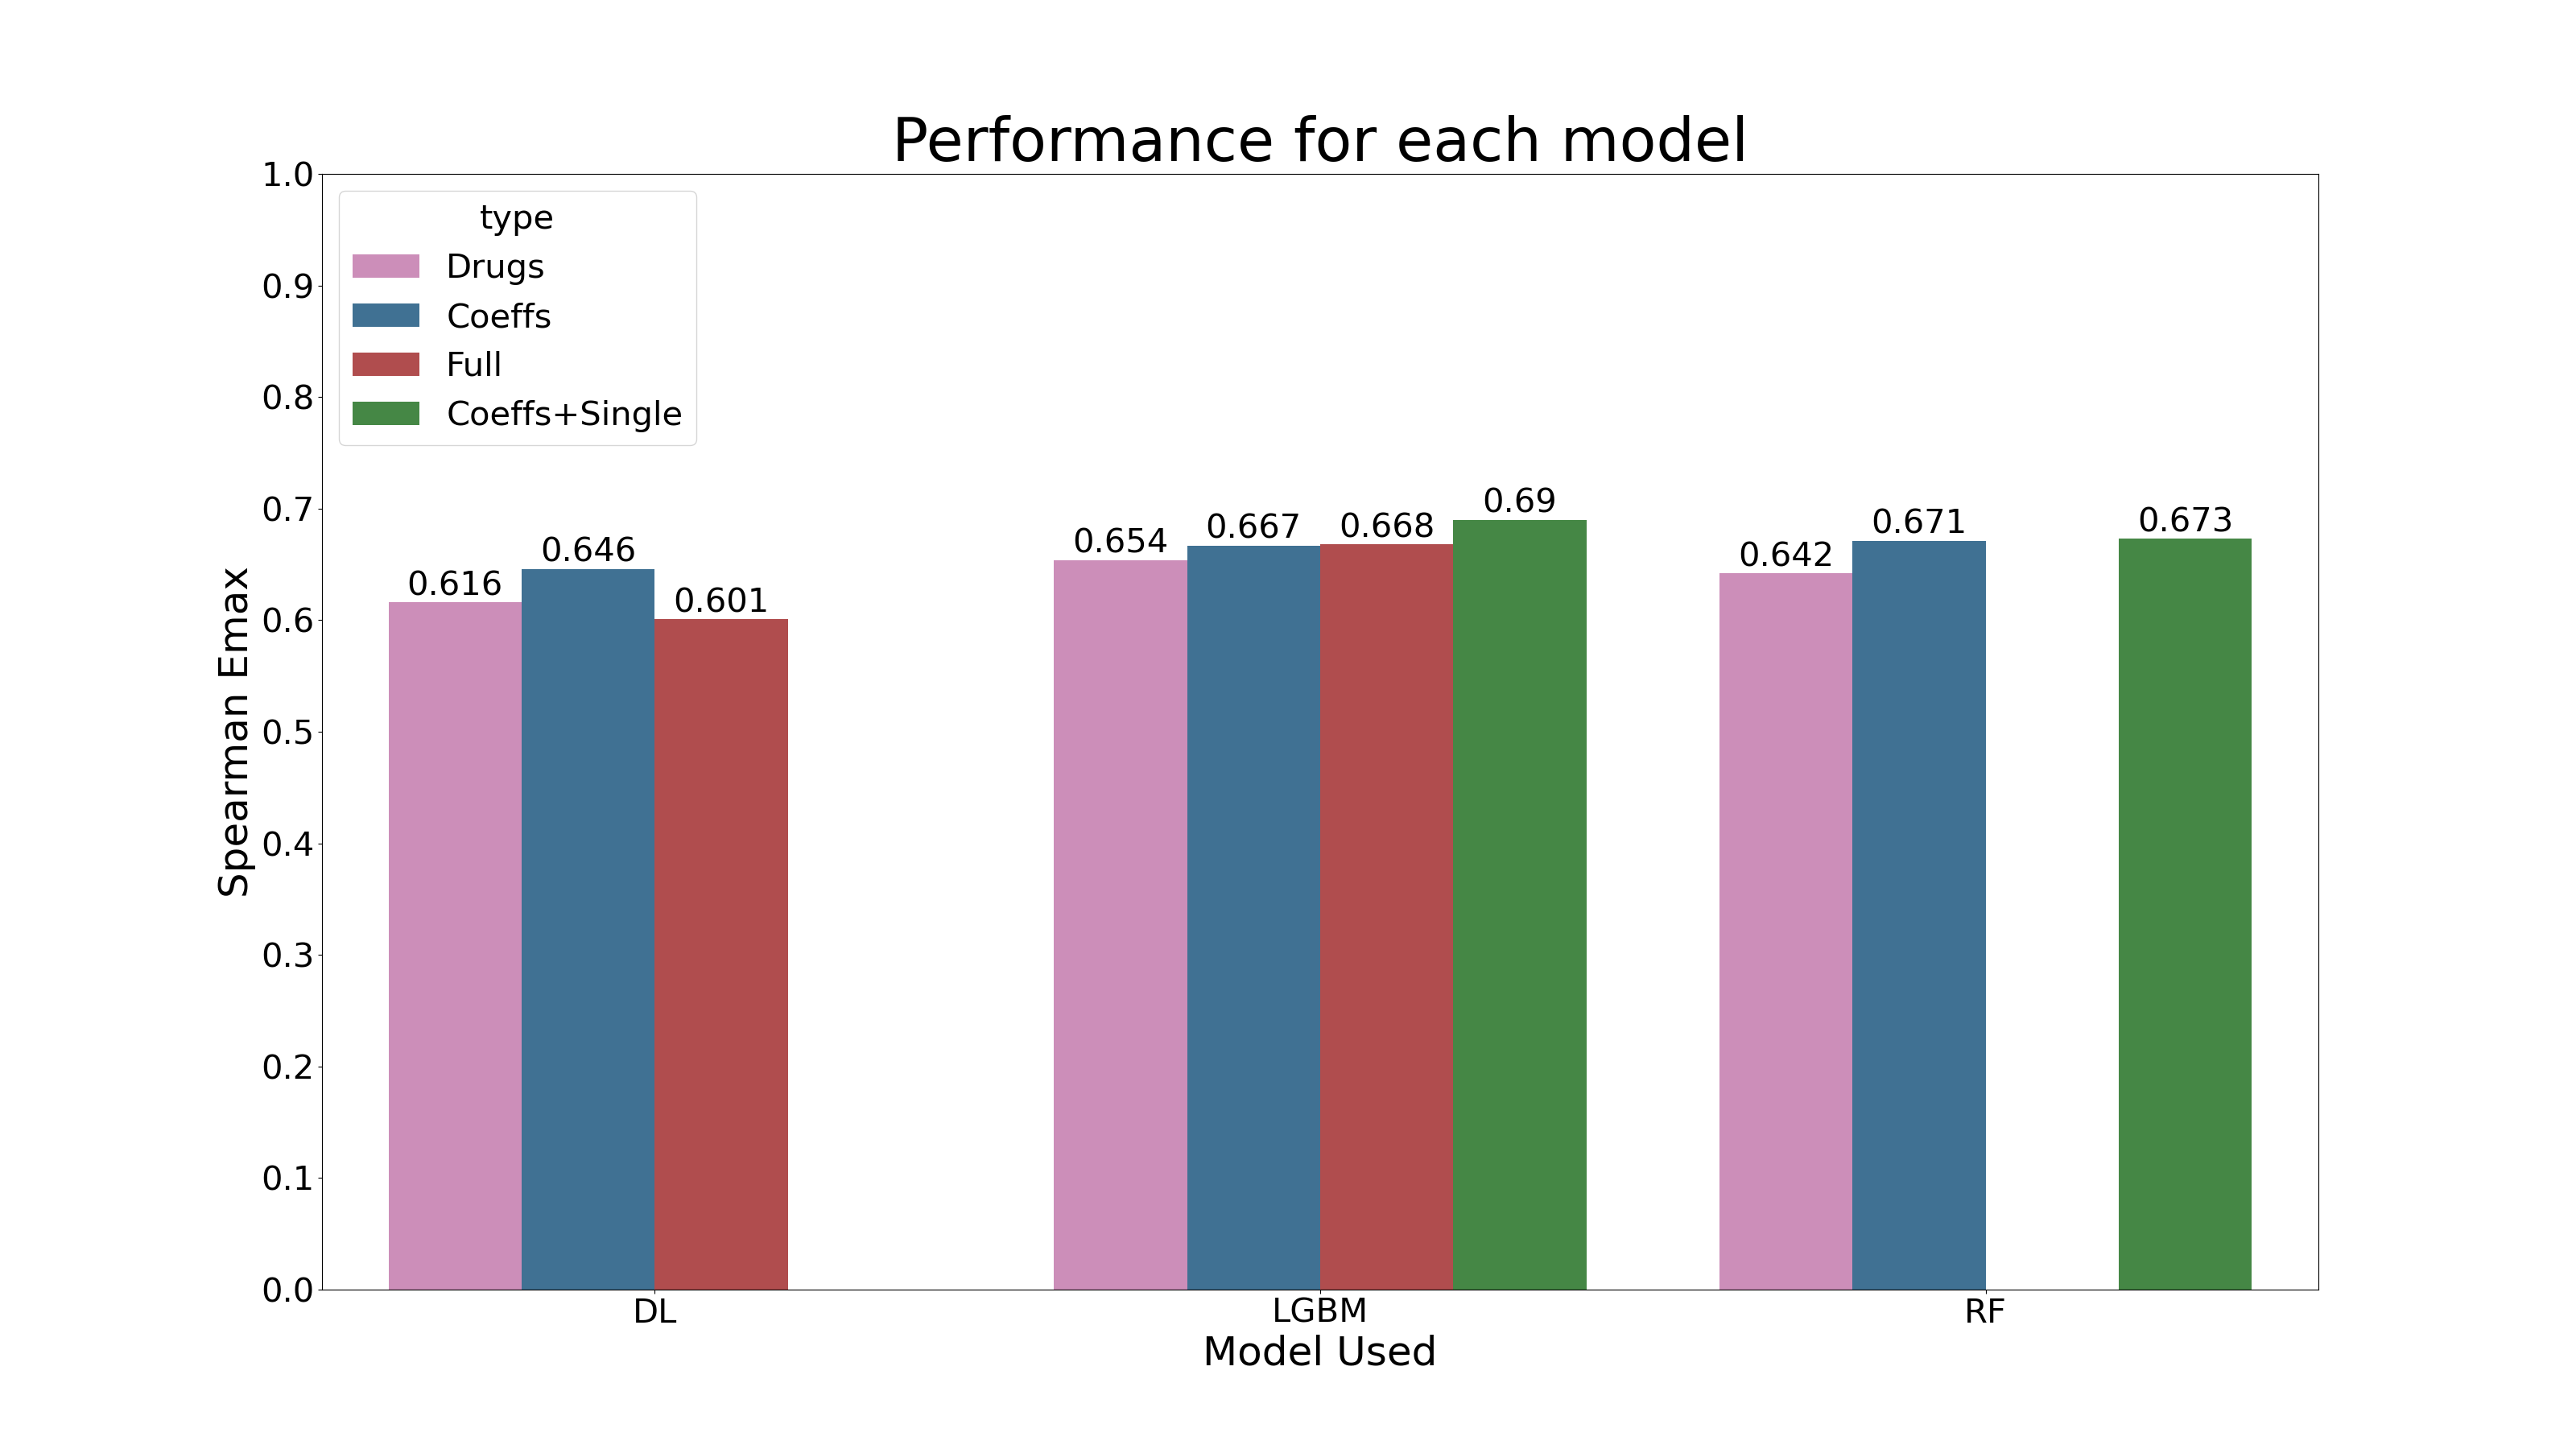 Performance for each model
1.0
0.9
0.8
0.7
0.6
0.5
0.4
0.3
0.2
0.1
0.0
Spearman Emax
type
Drugs
Coeffs
Full
Coeffs+Single
0.616
0.646
0.601
0.654
0.667
0.668
0.69
0.642
0.671
0.673
DL
LGBM
RF
Model Used